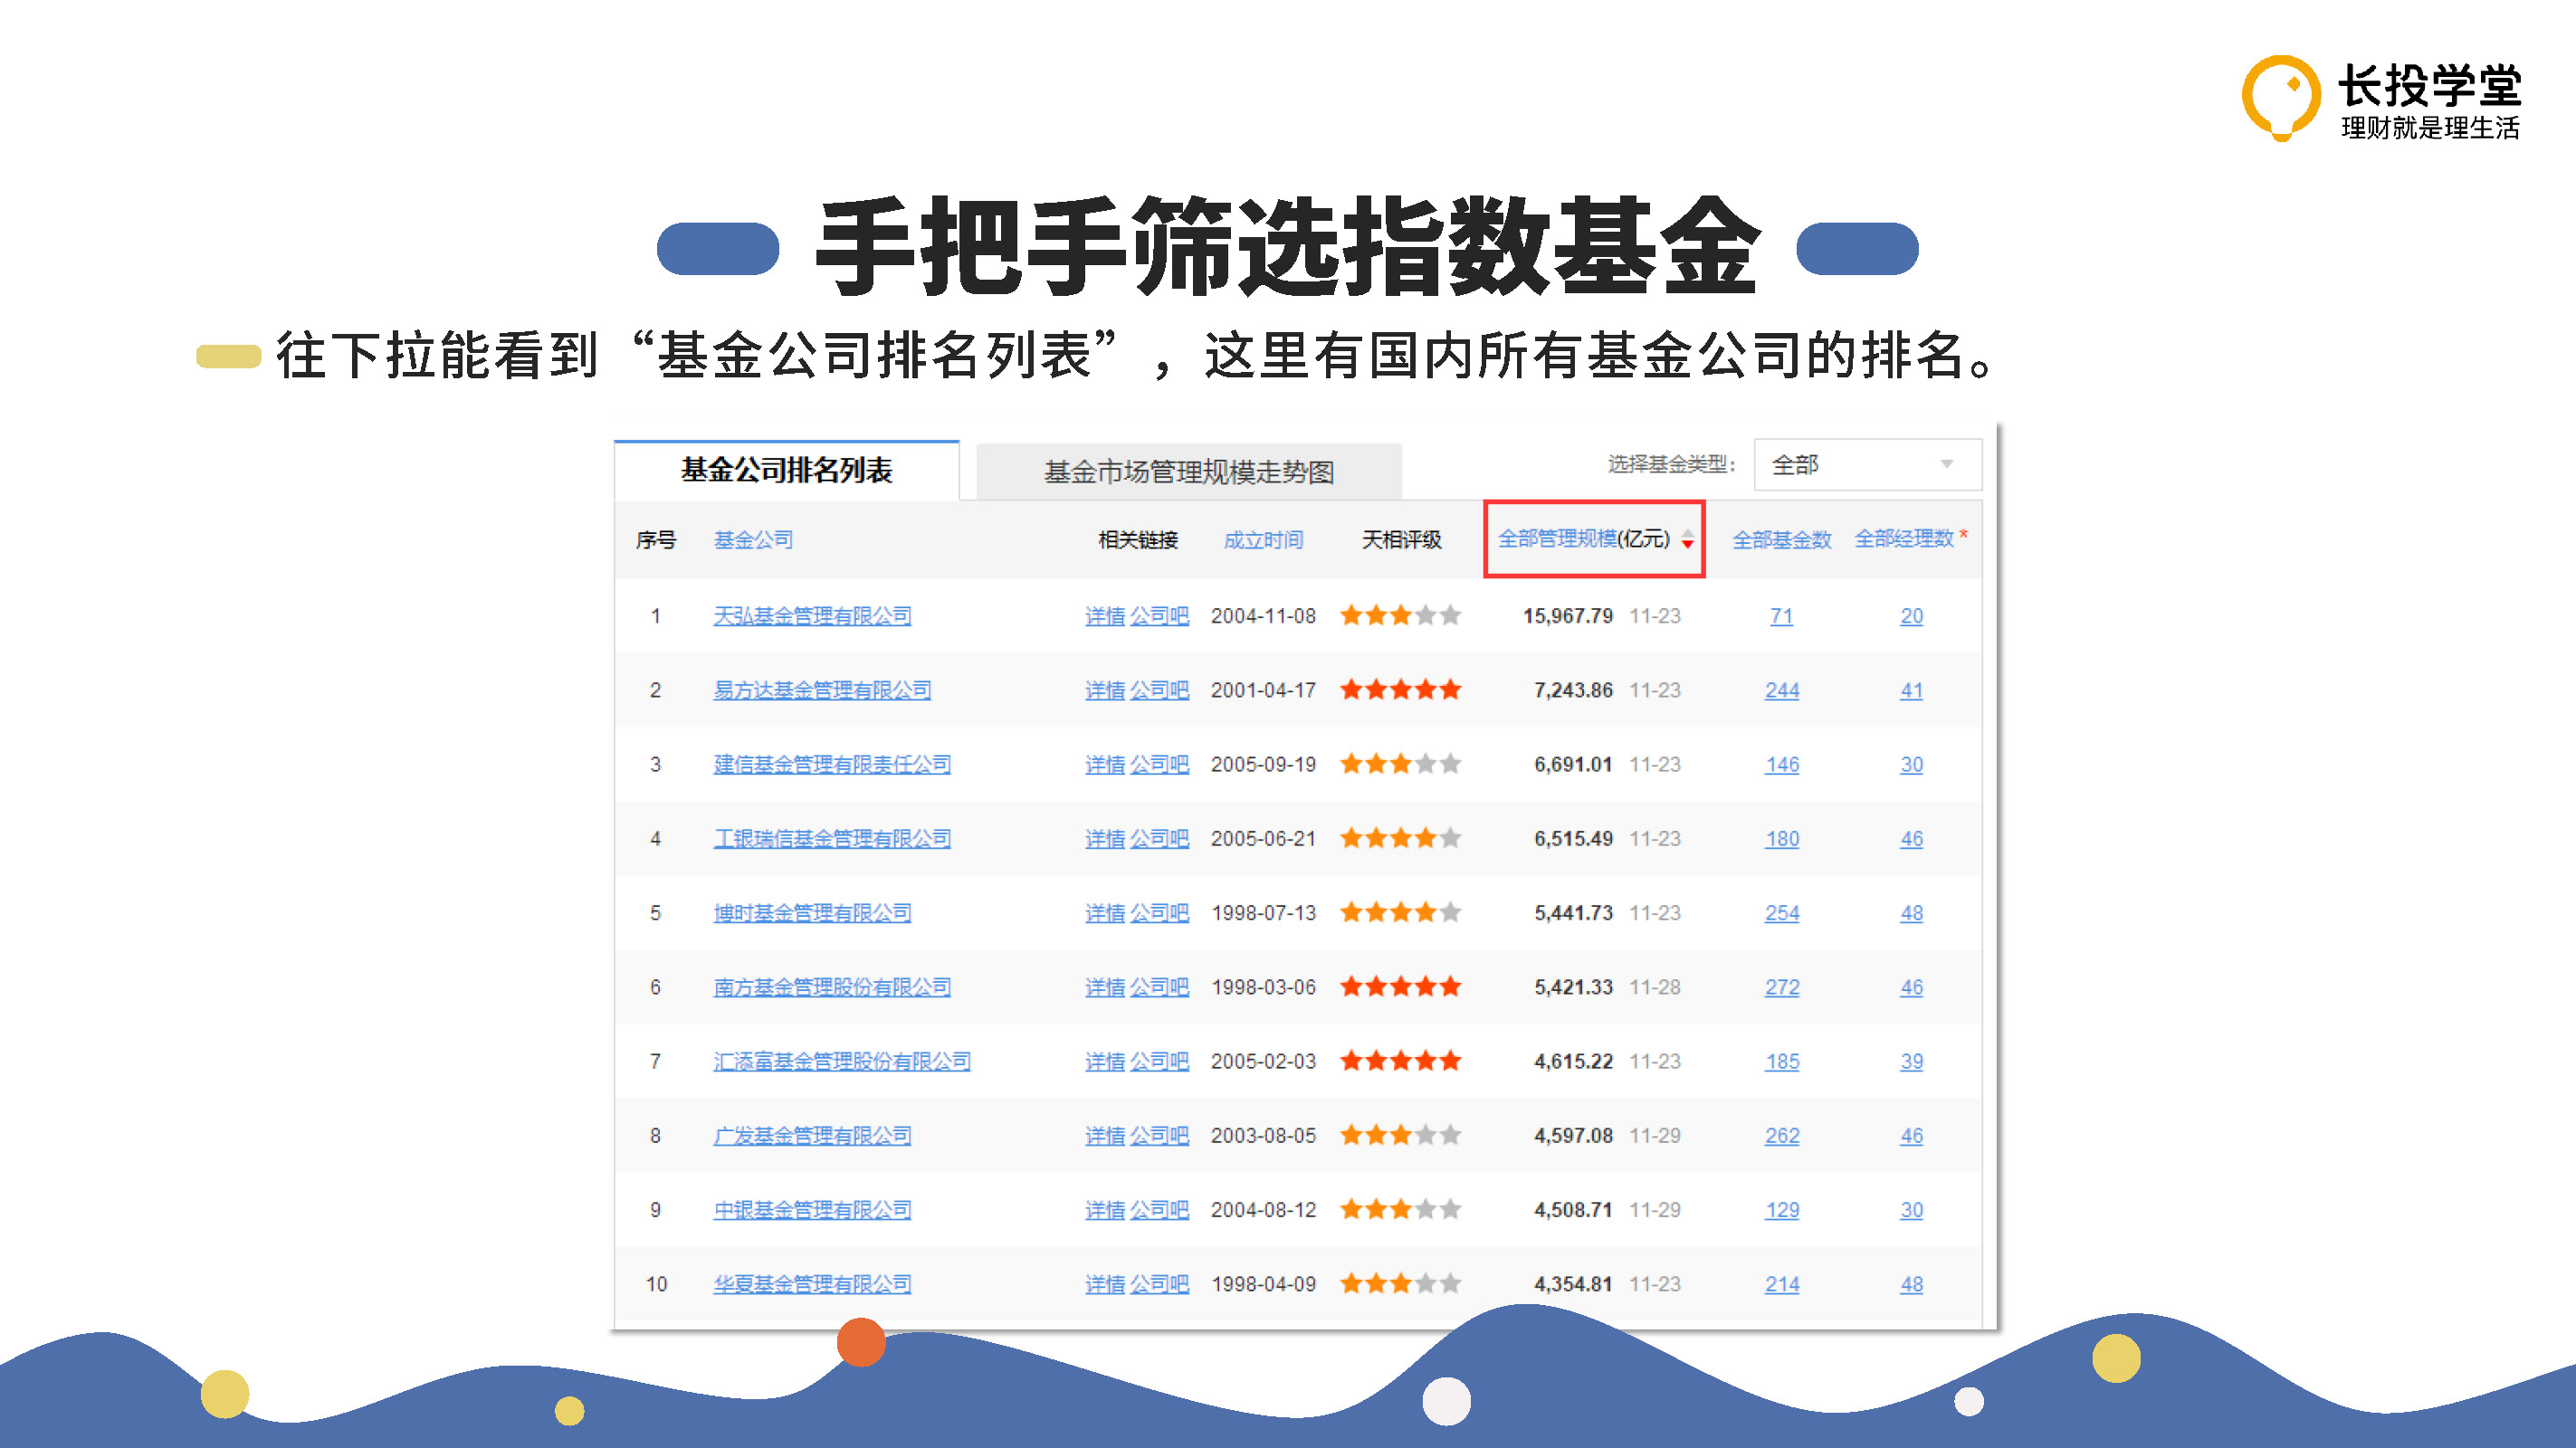 长投学堂
理财就是理生活
手把手筛选指数基金
往下拉能看到“基金公司排名列表”，这里有国内所有基金公司的排名。
基金公司排名列表 基金市场管理规模走势图 选择基金类型： 全部
序号 基金公司 相关链接 成立时间 天相评级 全部管理规模(亿元) 全部基金数 全部经理数*
1 天弘基金管理有限公司 详情 公司吧 2004-11-08 ★★★★★ 15,967.79 11-23 71 20
2 易方达基金管理有限公司 详情 公司吧 2001-04-17 ★★★★★ 7,243.86 11-23 244 41
3 建信基金管理有限责任公司 详情 公司吧 2005-09-19 ★★★★★ 6,691.01 11-23 146 30
4 工银瑞信基金管理有限公司 详情 公司吧 2005-06-21 ★★★★★ 6,515.49 11-23 180 46
5 博时基金管理有限公司 详情 公司吧 1998-07-13 ★★★★★ 5,441.73 11-23 254 48
6 南方基金管理股份有限公司 详情 公司吧 1998-03-06 ★★★★★ 5,421.33 11-28 272 46
7 汇添富基金管理股份有限公司 详情 公司吧 2005-02-03 ★★★★★ 4,615.22 11-23 185 39
8 广发基金管理有限公司 详情 公司吧 2003-08-05 ★★★★★ 4,597.08 11-29 262 46
9 中银基金管理有限公司 详情 公司吧 2004-08-12 ★★★★★ 4,508.71 11-29 129 30
10 华夏基金管理有限公司 详情 公司吧 1998-04-09 ★★★★★ 4,354.81 11-23 214 48